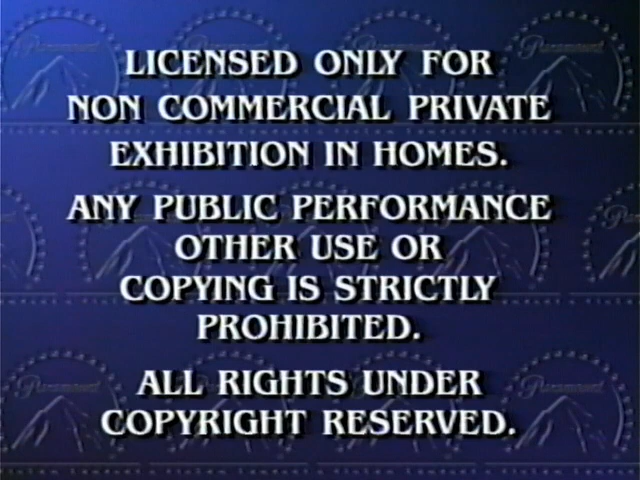 LICENSED ONLY FOR
NON COMMERCIAL PRIVATE
EXHIBITION IN HOMES.
ANY PUBLIC PERFORMANCE
OTHER USE OR
COPYING IS STRICTLY
PROHIBITED.
ALL RIGHTS UNDER
COPYRIGHT RESERVED.